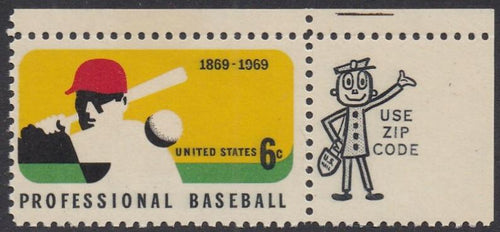 1869-1969
UNITED STATES 6c
PROFESSIONAL BASEBALL
USE
ZIP
CODE
U.S.